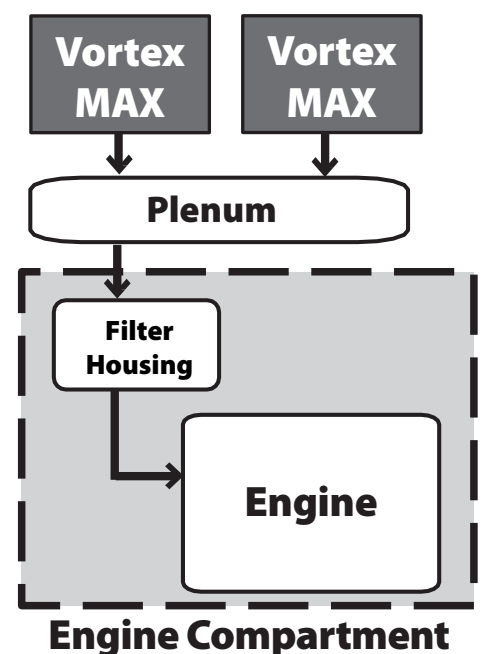 Vortex
MAX
Vortex
MAX
Plenum
Filter
Housing
Engine
Engine Compartment